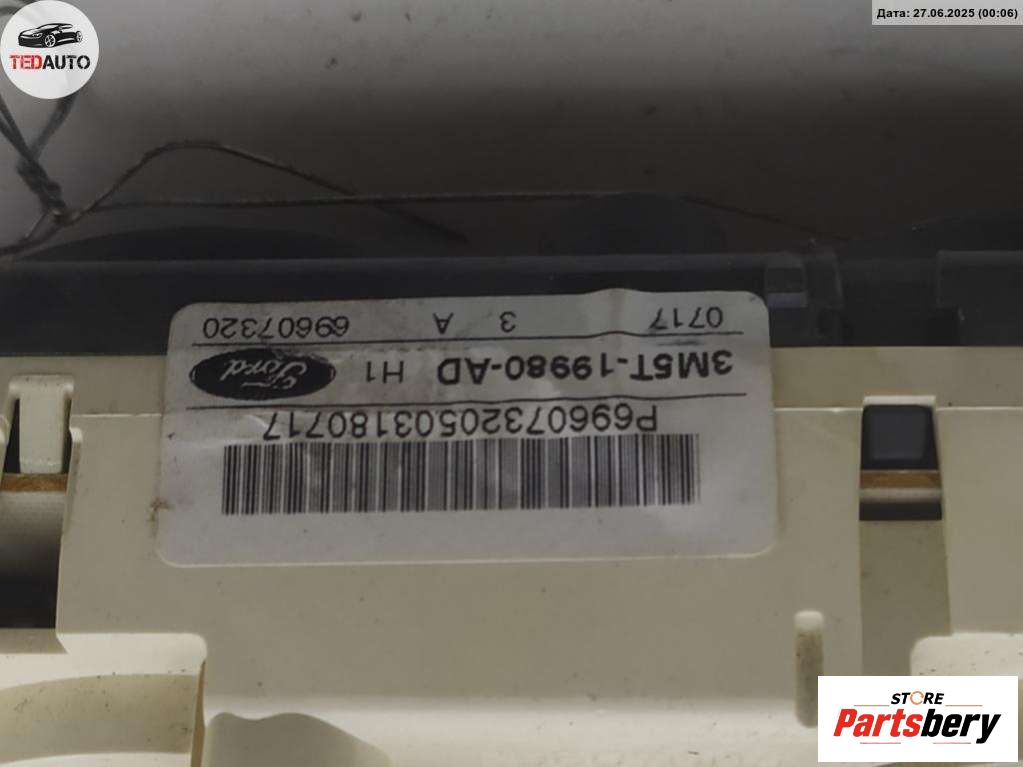 Дата: 27.06.2025 (00:06)
TEDAUTO
P69607320503180717
3M5T-19980-AD H1 Ford
0717 3 A 69607320
STORE
Partsbery